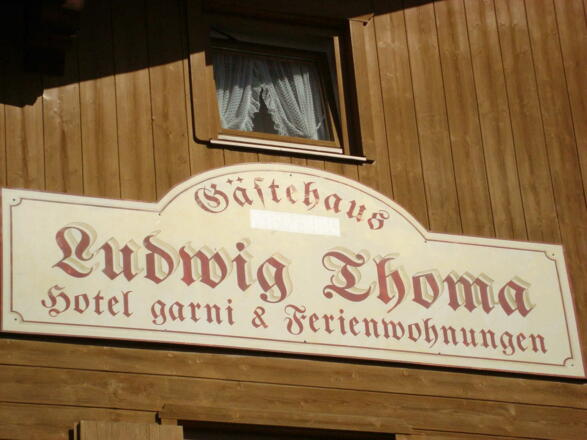 Gästehaus
Ludwig Thoma
Hotel garni & Ferienwohnungen